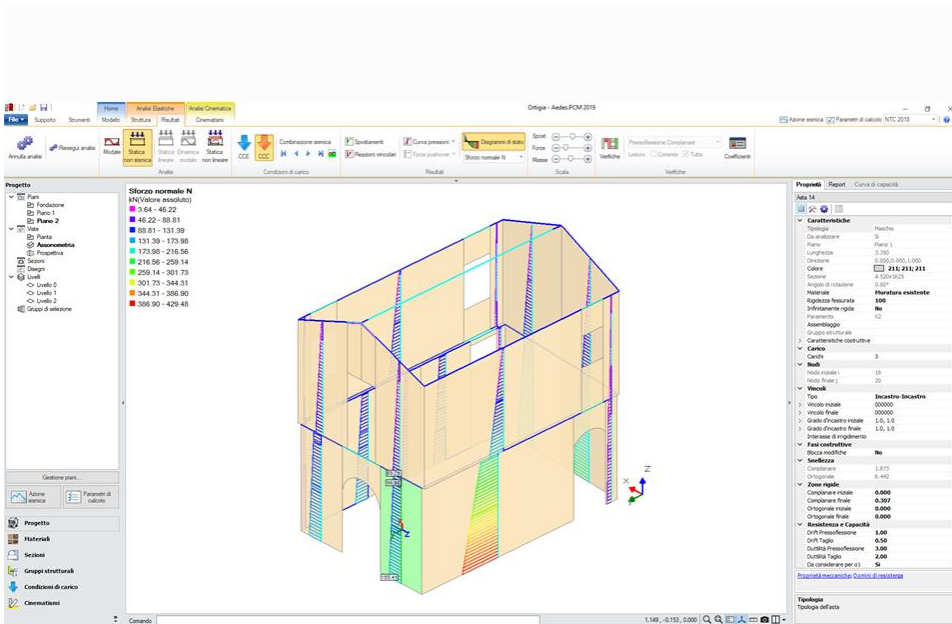 Ortigia - Aedes.PCM 2019
Home
Analisi Elastiche
Analisi Cinematica
File
Supporto
Strumenti
Modello
Struttura
Risultati
Cinematismi
Azione sismica
Parametri di calcolo
NTC 2018
Annulla analisi
Riesegui analisi
Modale
Statica non sismica
Statica lineare
Dinamica modale
Statica non lineare
Analisi
CCE
CCC
Combinazione sismica
Condizioni di carico
Spostamenti
Reazioni vincolari
Curva pressioni
Force pushover
Diagrammi di stato
Sforzo normale N
Risultati
Spost
Forze
Masse
Scala
Verifiche
Pressoflessione Complanare
Lesioni
Corrente
Tutto
Coefficienti
Verifiche
Progetto
Piani
Fondazione
Piano 1
Piano 2
Viste
Pianta
Assonometria
Prospettiva
Sezioni
Disegni
Livelli
Livello 0
Livello 1
Livello 2
Gruppi di selezione
Gestione piani...
Azione sismica
Parametri di calcolo
Progetto
Materiali
Sezioni
Gruppi strutturali
Condizioni di carico
Cinematismi
Sforzo normale N
kN(Valore assoluto)
3.64 - 46.22
46.22 - 88.81
88.81 - 131.39
131.39 - 173.98
173.98 - 216.56
216.56 - 259.14
259.14 - 301.73
301.73 - 344.31
344.31 - 386.90
386.90 - 429.48
Z
X
Z
Comando
1.149, -0.153, 0.000
Proprietà
Report
Curva di capacità
Asta 14
Caratteristiche
Tipologia Maschio
Da analizzare Si
Piano Piano 1
Lunghezza 3.350
Direzione 0.000,0.000,1.000
Colore 211; 211; 211
Sezione
Angolo di rotazione 0.00°
Materiale Muratura esistente
Rigidezza fessurata 100
Infinitamente rigida No
Paramento X2
Assemblaggio
Gruppo strutturale
Caratteristiche costruttive
Carico
Carichi 3
Nodi
Nodo iniziale i 19
Nodo finale j 20
Vincoli
Tipo Incastro-Incastro
Vincolo iniziale 000000
Vincolo finale 000000
Grado d'incastro iniziale 1.0, 1.0
Grado d'incastro finale 1.0, 1.0
Interasse di irrigidimento
Fasi costruttive
Blocca modifiche No
Snellezza
Complanare 1.875
Ortogonale 6.442
Zone rigide
Complanare iniziale 0.000
Complanare finale 0.307
Ortogonale iniziale 0.000
Ortogonale finale 0.000
Resistenza e Capacità
Drift Pressoflessione 1.00
Drift Taglio 0.50
Duttilità Pressoflessione 3.00
Duttilità Taglio 2.00
Da considerare per α1 Si
Proprietà meccaniche; Domini di resistenza
Tipologia
Tipologia dell'asta